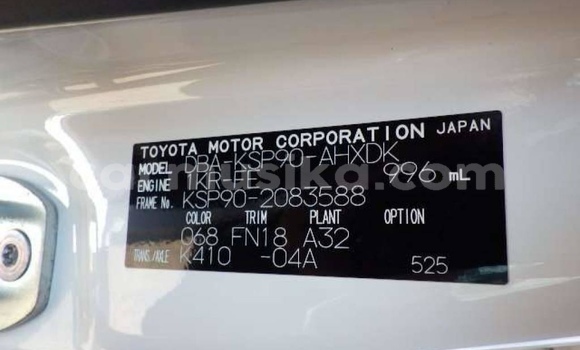 TOYOTA MOTOR CORPORATION JAPAN
MODEL DBA-KSP90-AHXDK
ENGINE 1KR-FE 996 mL
FRAME No. KSP90-2083588
COLOR TRIM PLANT OPTION
068 FN18 A32
TRANS./AXLE K410 -04A 525